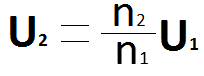 U₂ = n₂/n₁ U₁